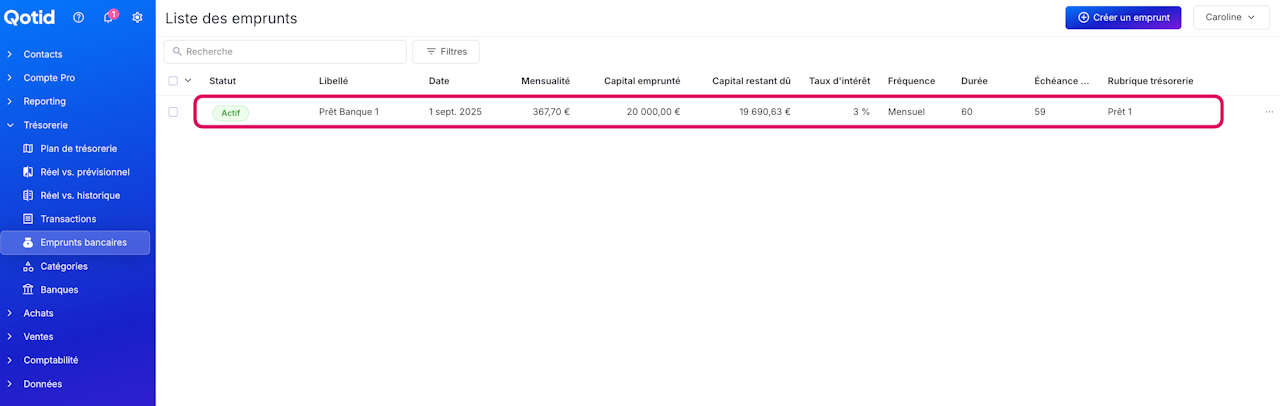 Qotid
1
Contacts
Compte Pro
Reporting
Trésorerie
Plan de trésorerie
Réel vs. prévisionnel
Réel vs. historique
Transactions
Emprunts bancaires
Catégories
Banques
Achats
Ventes
Comptabilité
Données
Liste des emprunts
Créer un emprunt
Caroline
Recherche
Filtres
Statut Libellé Date Mensualité Capital emprunté Capital restant dû Taux d'intérêt Fréquence Durée Échéance ... Rubrique trésorerie
Actif Prêt Banque 1 1 sept. 2025 367,70 € 20 000,00 € 19 690,63 € 3 % Mensuel 60 59 Prêt 1